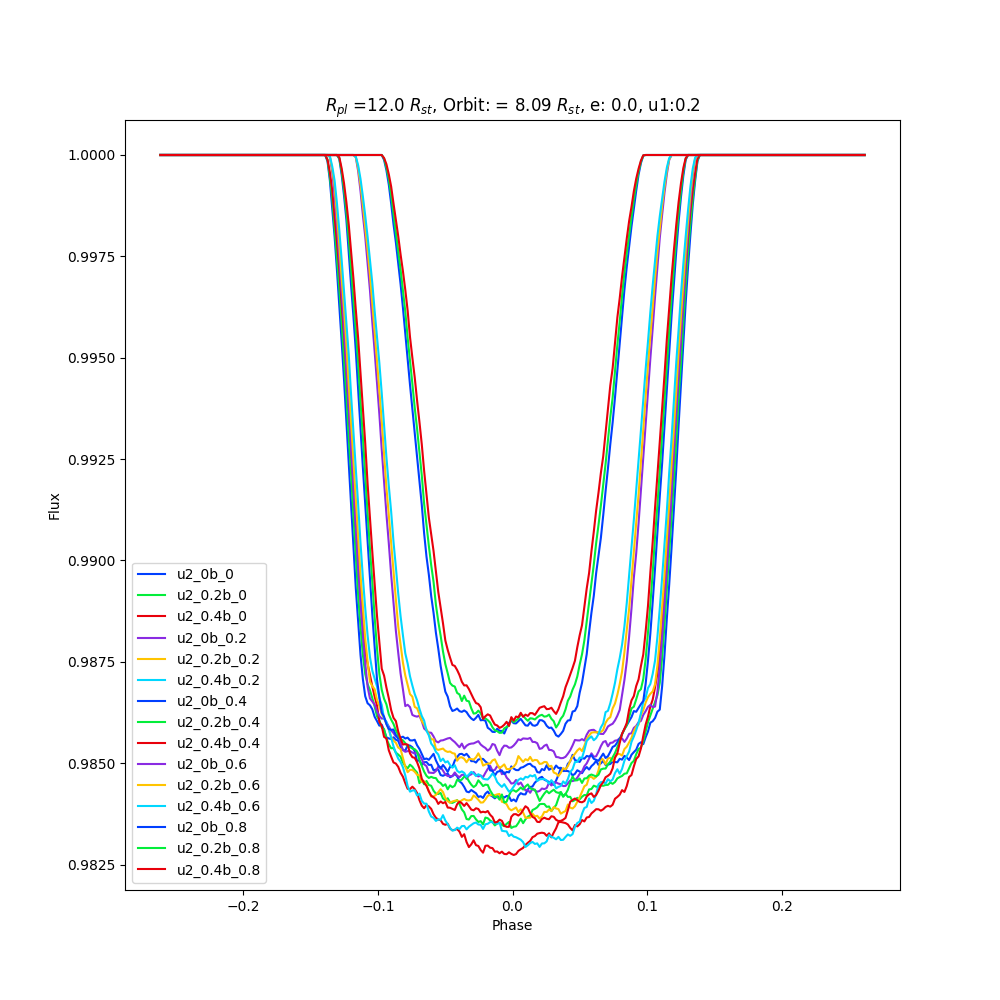 R_pl =12.0 R_st, Orbit: = 8.09 R_st, e: 0.0, u1:0.2
1.0000
0.9975
0.9950
0.9925
0.9900
0.9875
0.9850
0.9825
Flux
u2_0b_0
u2_0.2b_0
u2_0.4b_0
u2_0b_0.2
u2_0.2b_0.2
u2_0.4b_0.2
u2_0b_0.4
u2_0.2b_0.4
u2_0.4b_0.4
u2_0b_0.6
u2_0.2b_0.6
u2_0.4b_0.6
u2_0b_0.8
u2_0.2b_0.8
u2_0.4b_0.8
−0.2 −0.1 0.0 0.1 0.2
Phase